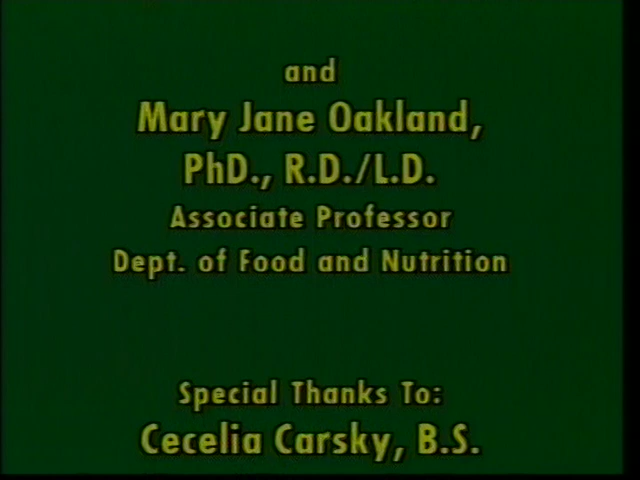 and
Mary Jane Oakland,
PhD., R.D./L.D.
Associate Professor
Dept. of Food and Nutrition
Special Thanks To:
Cecelia Carsky, B.S.